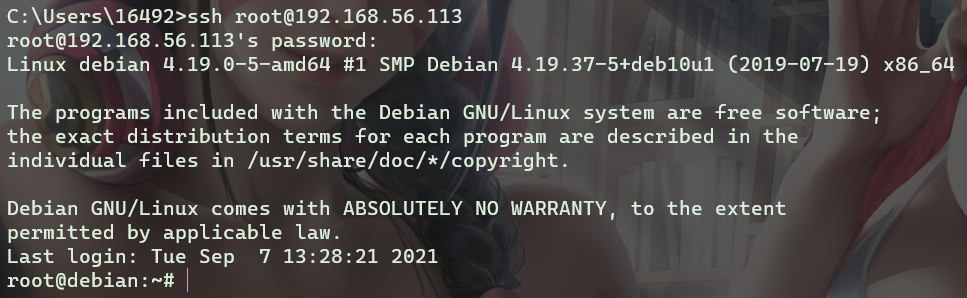 C:\Users\16492>ssh root@192.168.56.113
root@192.168.56.113's password:
Linux debian 4.19.0-5-amd64 #1 SMP Debian 4.19.37-5+deb10u1 (2019-07-19) x86_64
The programs included with the Debian GNU/Linux system are free software;
the exact distribution terms for each program are described in the
individual files in /usr/share/doc/*/copyright.
Debian GNU/Linux comes with ABSOLUTELY NO WARRANTY, to the extent
permitted by applicable law.
Last login: Tue Sep  7 13:28:21 2021
root@debian:~#